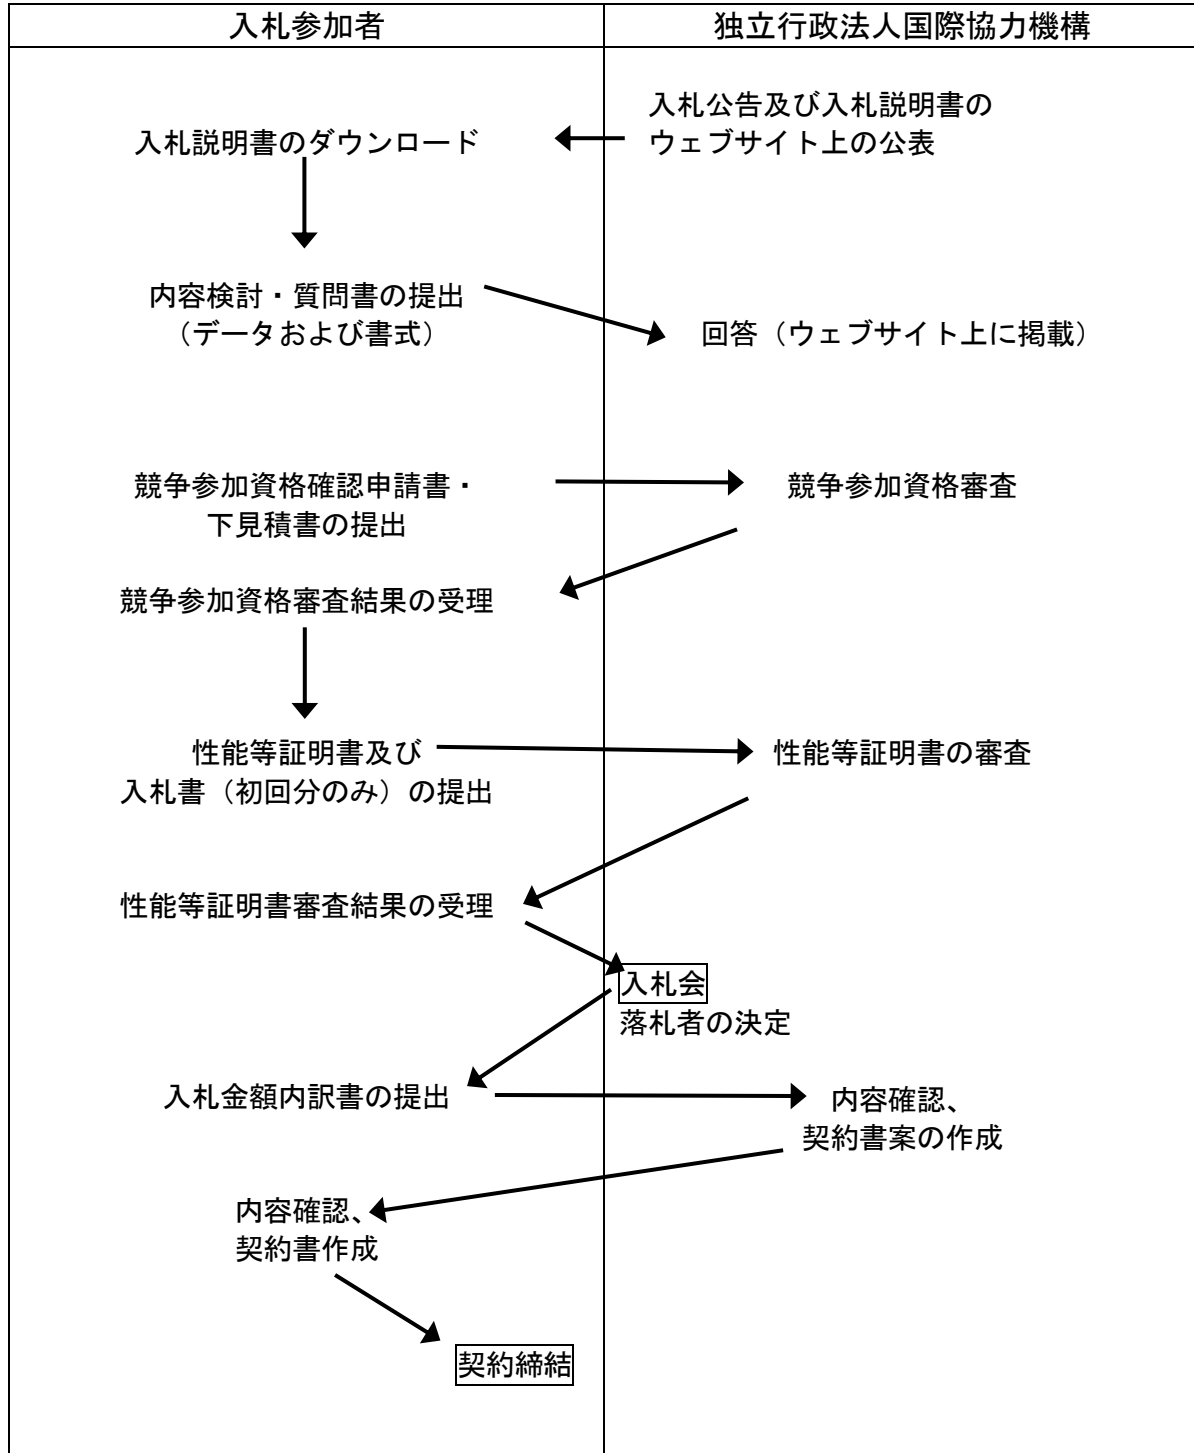 入札参加者
独立行政法人国際協力機構
入札公告及び入札説明書の
ウェブサイト上の公表
入札説明書のダウンロード
内容検討・質問書の提出
（データおよび書式）
回答（ウェブサイト上に掲載）
競争参加資格確認申請書・
下見積書の提出
競争参加資格審査
競争参加資格審査結果の受理
性能等証明書及び
入札書（初回分のみ）の提出
性能等証明書の審査
性能等証明書審査結果の受理
入札会
落札者の決定
入札金額内訳書の提出
内容確認、
契約書案の作成
内容確認、
契約書作成
契約締結